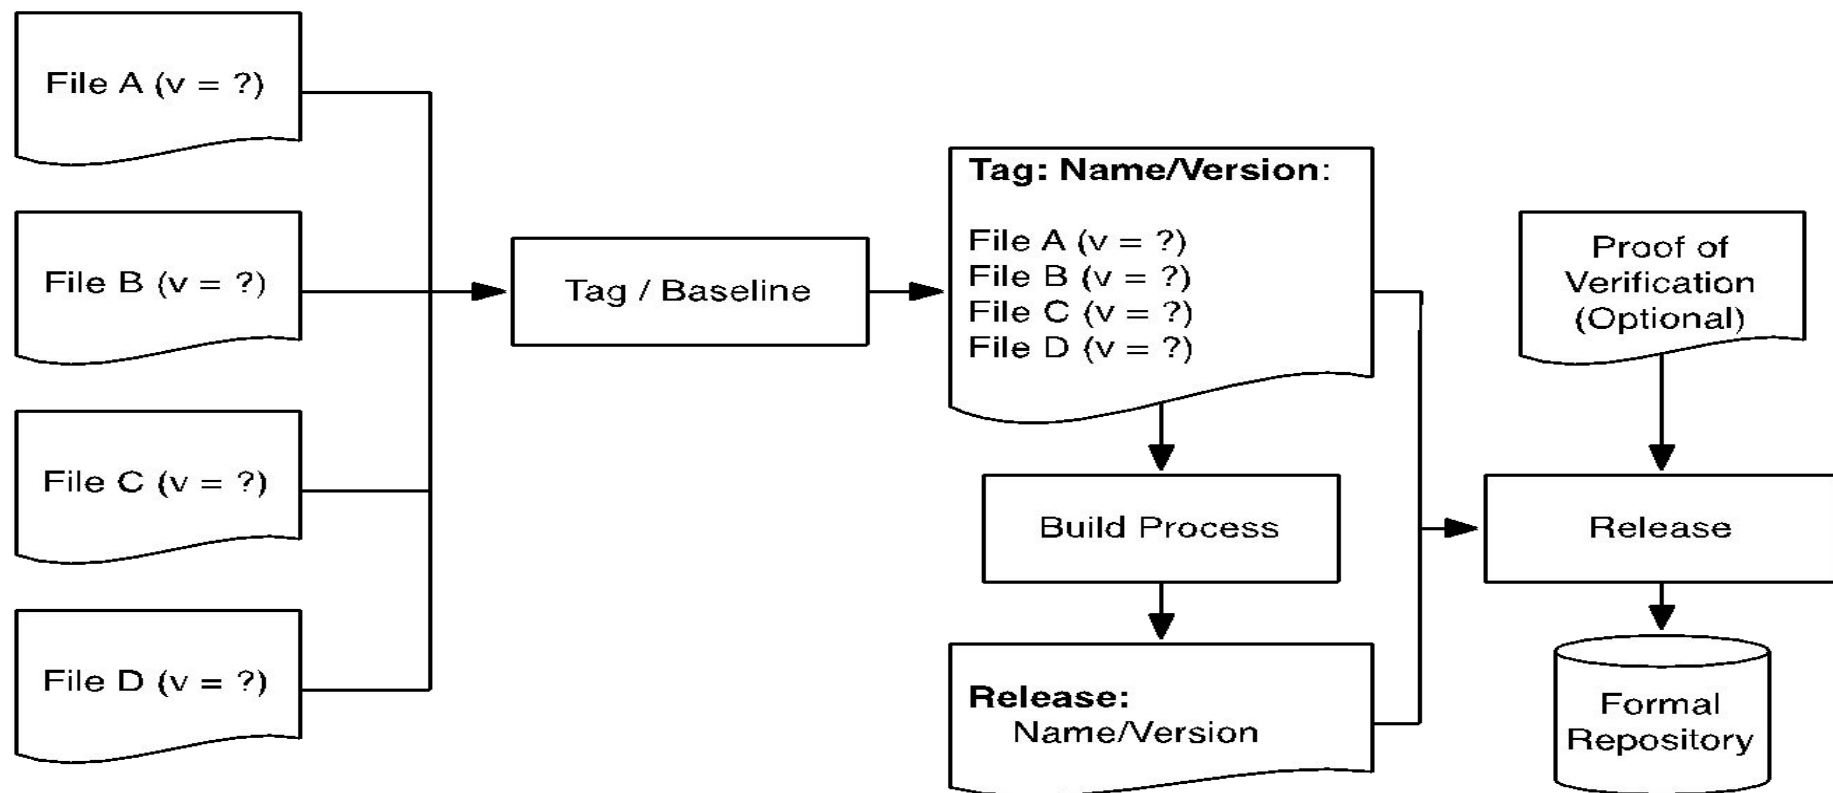 File A (v = ?)
File B (v = ?)
File C (v = ?)
File D (v = ?)
Tag / Baseline
Tag: Name/Version:
File A (v = ?)
File B (v = ?)
File C (v = ?)
File D (v = ?)
Build Process
Release:
Name/Version
Proof of
Verification
(Optional)
Release
Formal
Repository